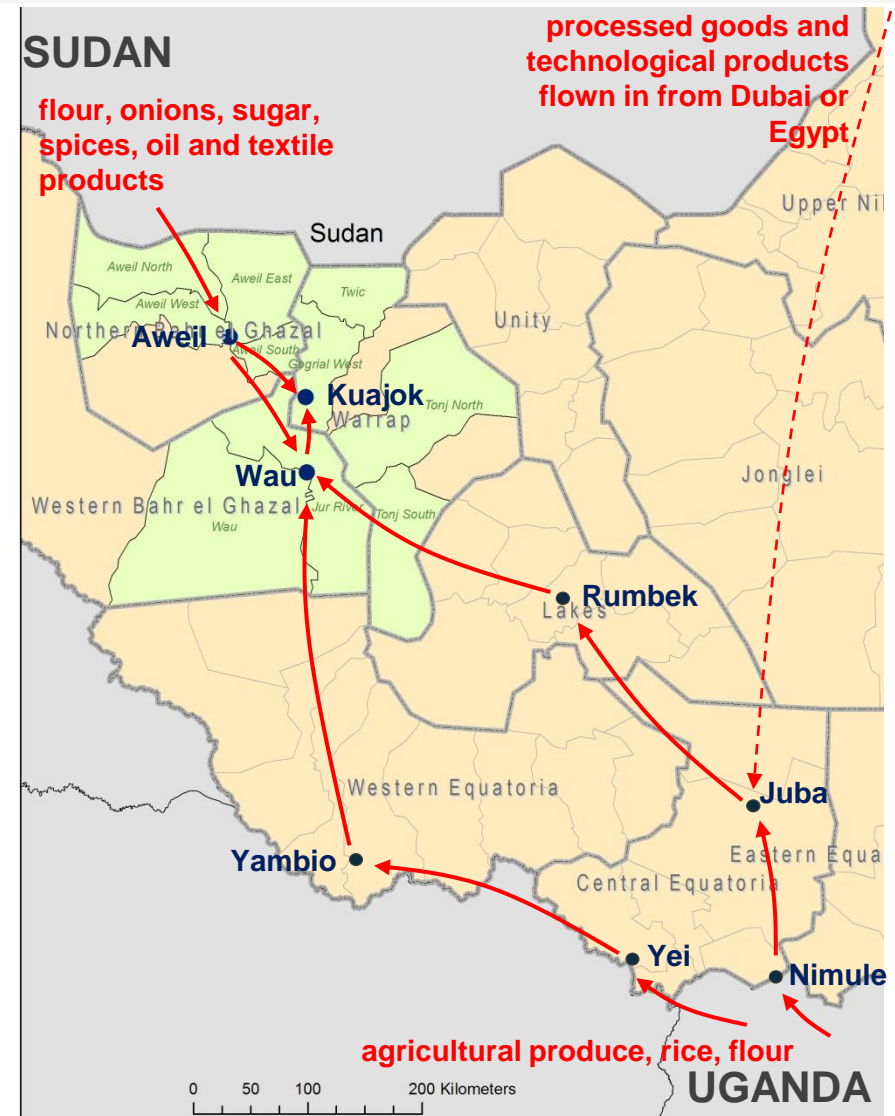 SUDAN
processed goods and
technological products
flown in from Dubai or
Egypt
flour, onions, sugar,
spices, oil and textile
products
Upper Nil
Sudan
Aweil North
Aweil East
Twic
Aweil West
Northern Bahr el Ghazal
Unity
Aweil
Aweil South
Gogrial West
Kuajok
Tonj North
Warrap
Wau
Jonglei
Western Bahr el Ghazal
Jur River
Tonj South
Wau
Rumbek
Lakes
Western Equatoria
Juba
Yambio
Eastern Equa
Central Equatoria
Yei
Nimule
agricultural produce, rice, flour
UGANDA
0 50 100 200 Kilometers